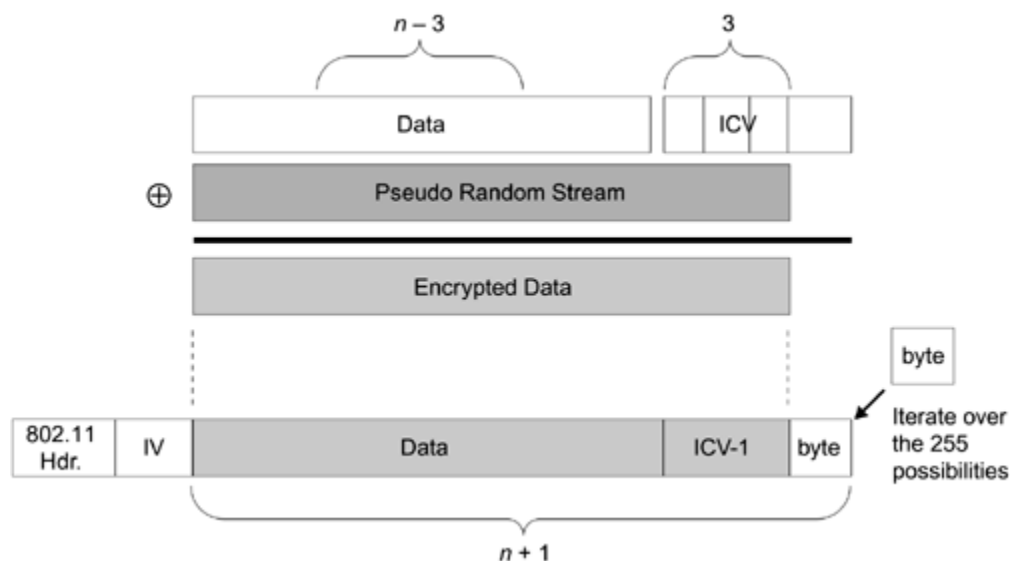 n – 3
3
Data
ICV
⊕
Pseudo Random Stream
Encrypted Data
byte
802.11
Hdr.
IV
Data
ICV-1
byte
Iterate over
the 255
possibilities
n + 1